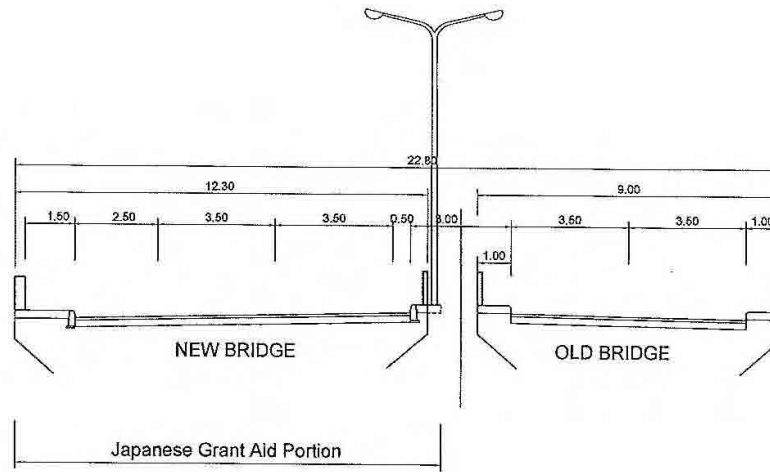 22.80
12.30 9.00
1.50 2.50 3.50 3.50 0.50 3.00 3.50 3.50 1.00
1.00
NEW BRIDGE OLD BRIDGE
Japanese Grant Aid Portion